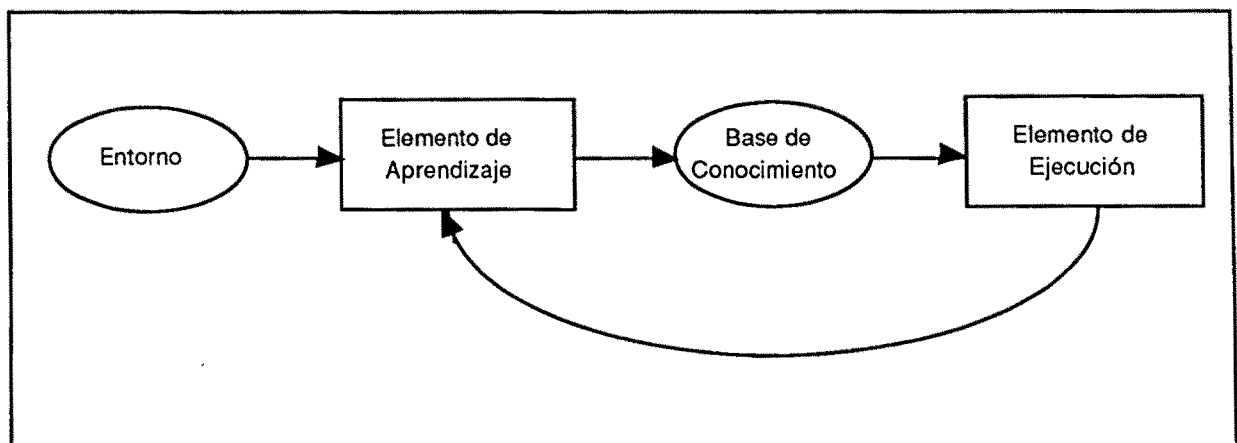 Entorno
Elemento de
Aprendizaje
Base de
Conocimiento
Elemento de
Ejecución